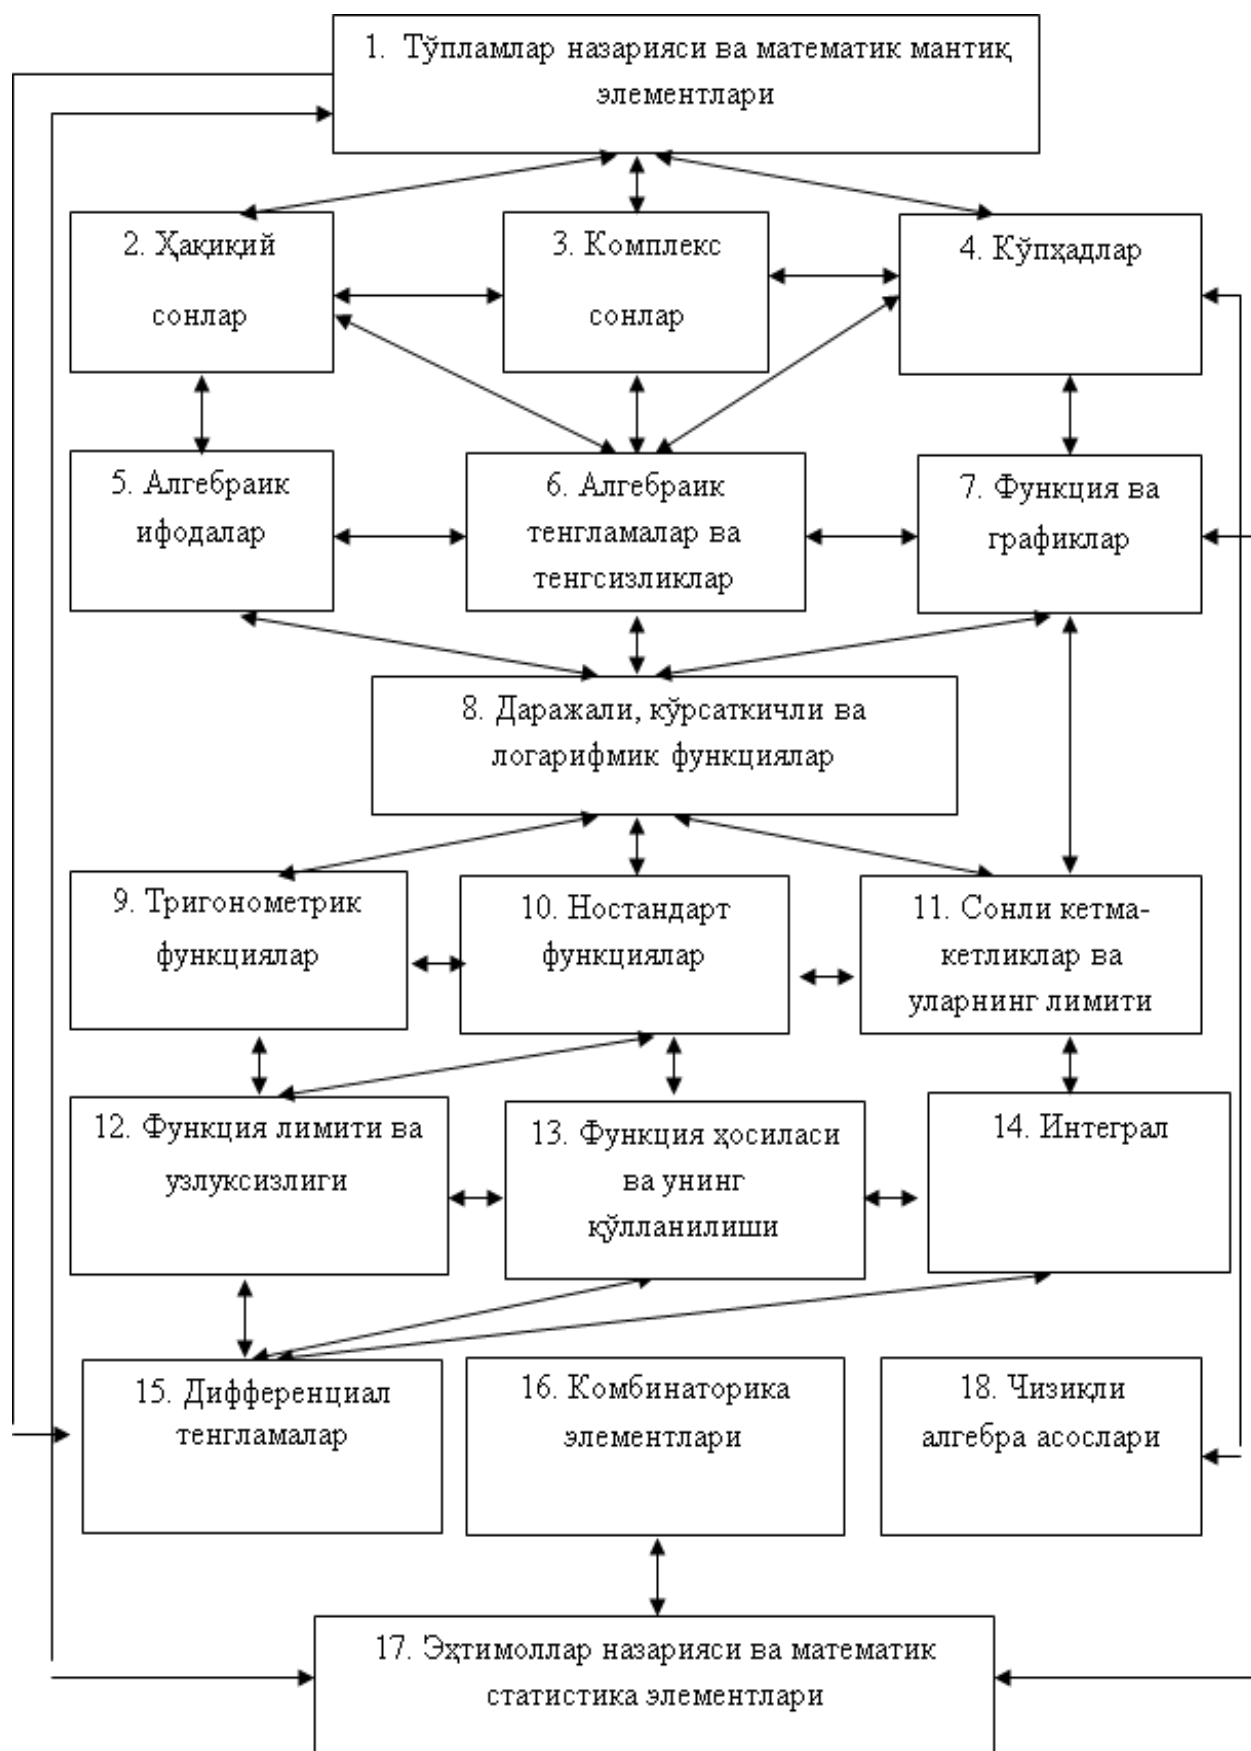 1. Тўпламлар назарияси ва математик мантиқ
элементлари
2. Ҳақиқий
сонлар
3. Комплекс
сонлар
4. Кўпҳадлар
5. Алгебраик
ифодалар
6. Алгебраик
тенгламалар ва
тенгсизликлар
7. Функция ва
графиклар
8. Даражали, кўрсаткичли ва
логарифмик функциялар
9. Тригонометрик
функциялар
10. Ностандарт
функциялар
11. Сонли кетма-
кетликлар ва
уларнинг лимити
12. Функция лимити ва
узлуксизлиги
13. Функция ҳосиласи
ва унинг
қўлланилиши
14. Интеграл
15. Дифференциал
тенгламалар
16. Комбинаторика
элементлари
18. Чизиқли
алгебра асослари
17. Эҳтимоллар назарияси ва математик
статистика элементлари